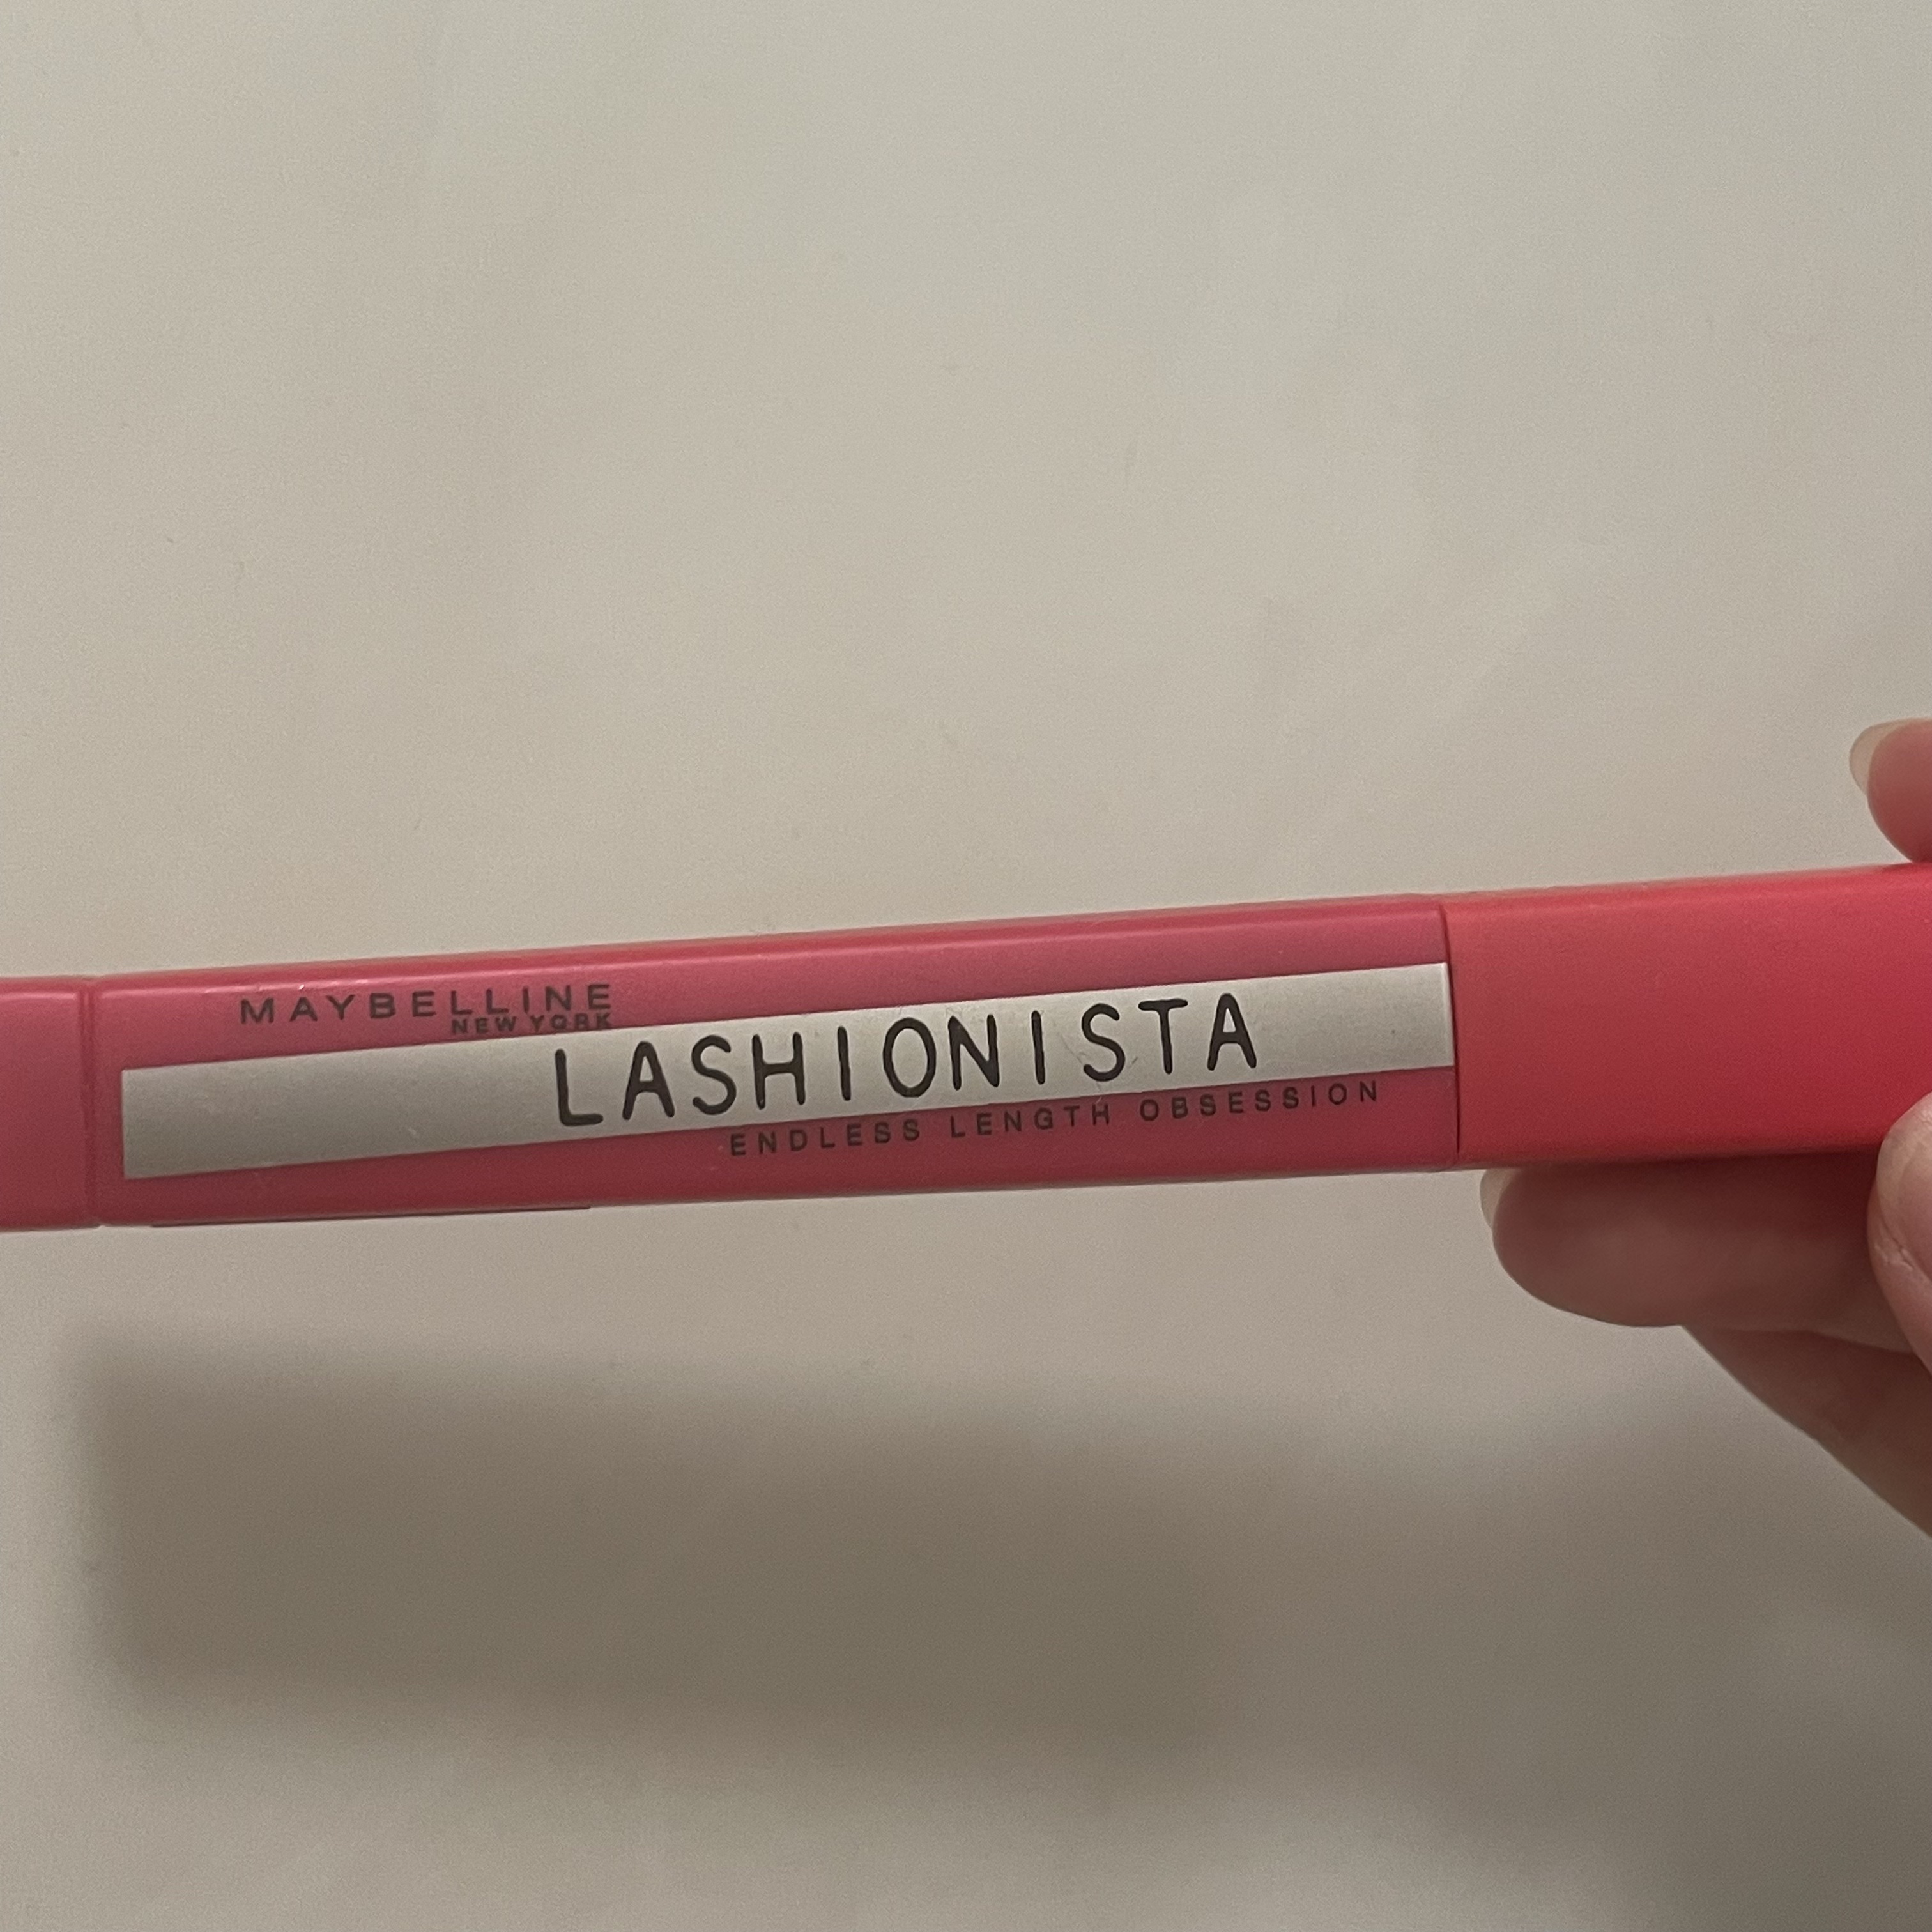 MAYBELLINE
NEW YORK
LASHIONISTA
ENDLESS LENGTH OBSESSION